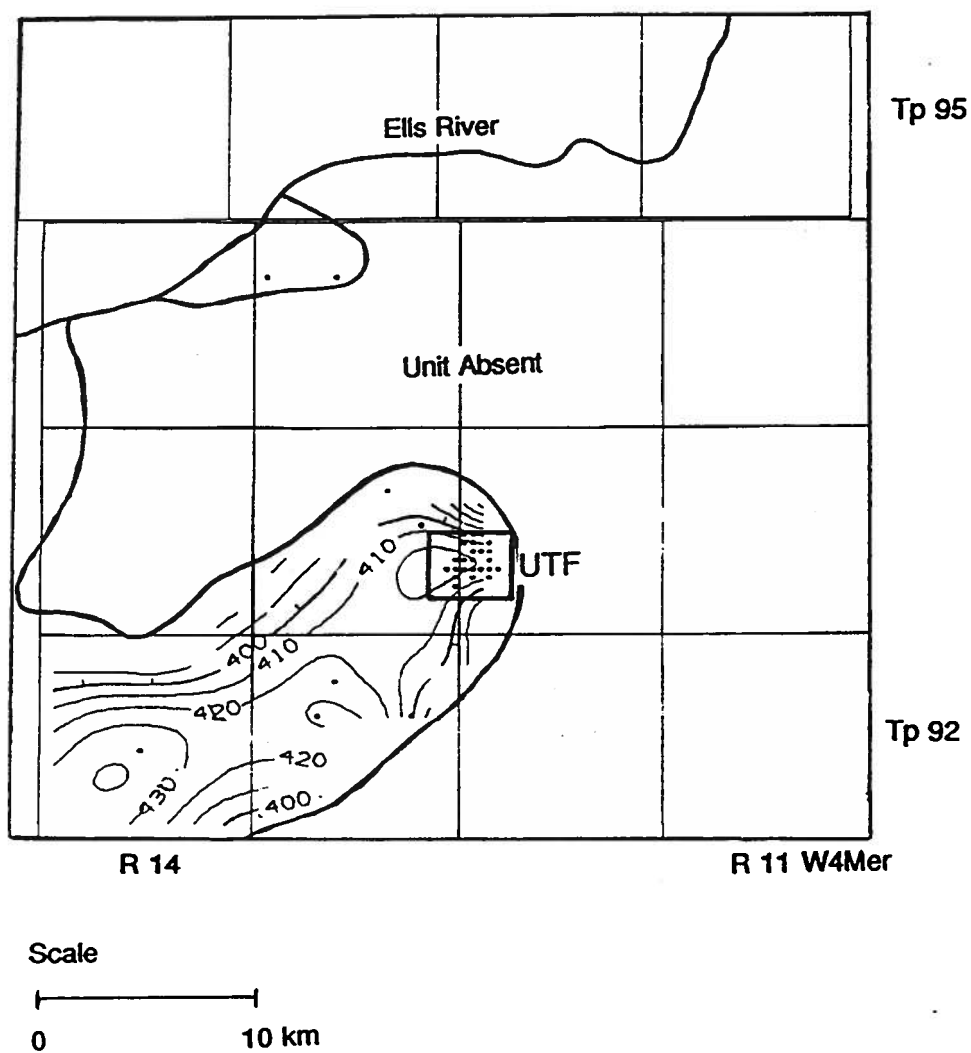 Tp 95
Ells River
Unit Absent
410
UTF
400
410
420
Tp 92
420
430
400
R 14
R 11 W4Mer
Scale
0
10 km